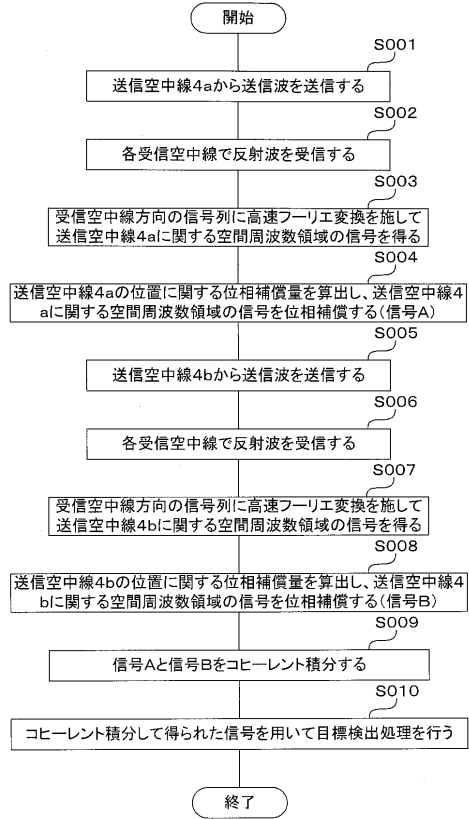 開始
S001
送信空中線4aから送信波を送信する
S002
各受信空中線で反射波を受信する
S003
受信空中線方向の信号列に高速フーリエ変換を施して
送信空中線4aに関する空間周波数領域の信号を得る
S004
送信空中線4aの位置に関する位相補償量を算出し、送信空中線4
aに関する空間周波数領域の信号を位相補償する(信号A)
S005
送信空中線4bから送信波を送信する
S006
各受信空中線で反射波を受信する
S007
受信空中線方向の信号列に高速フーリエ変換を施して
送信空中線4bに関する空間周波数領域の信号を得る
S008
送信空中線4bの位置に関する位相補償量を算出し、送信空中線4
bに関する空間周波数領域の信号を位相補償する(信号B)
S009
信号Aと信号Bをコヒーレント積分する
S010
コヒーレント積分して得られた信号を用いて目標検出処理を行う
終了